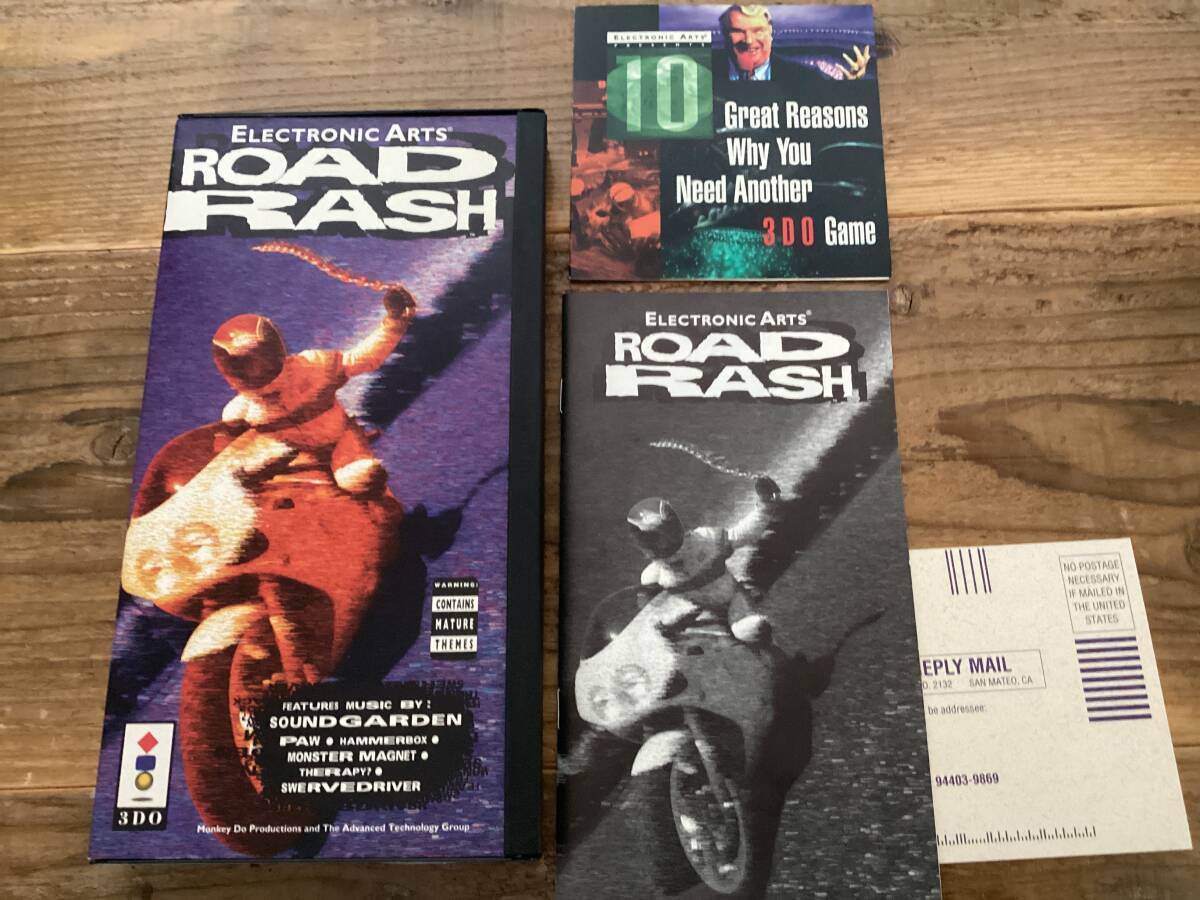 ELECTRONIC ARTS®
ROAD
RASH
WARNING:
CONTAINS
MATURE
THEMES
FEATURES MUSIC BY:
SOUNDGARDEN
PAW • HAMMERBOX •
MONSTER MAGNET •
THERAPY? •
SWERVEDRIVER
3DO
Monkey Do Productions and The Advanced Technology Group
ELECTRONIC ARTS®
PRESENTS
10
Great Reasons
Why You
Need Another
3DO Game
ELECTRONIC ARTS®
ROAD
RASH
NO POSTAGE
NECESSARY
IF MAILED IN
THE UNITED
STATES
EPLY MAIL
O. 2132 SAN MATEO, CA
be addressee:
94403-9869